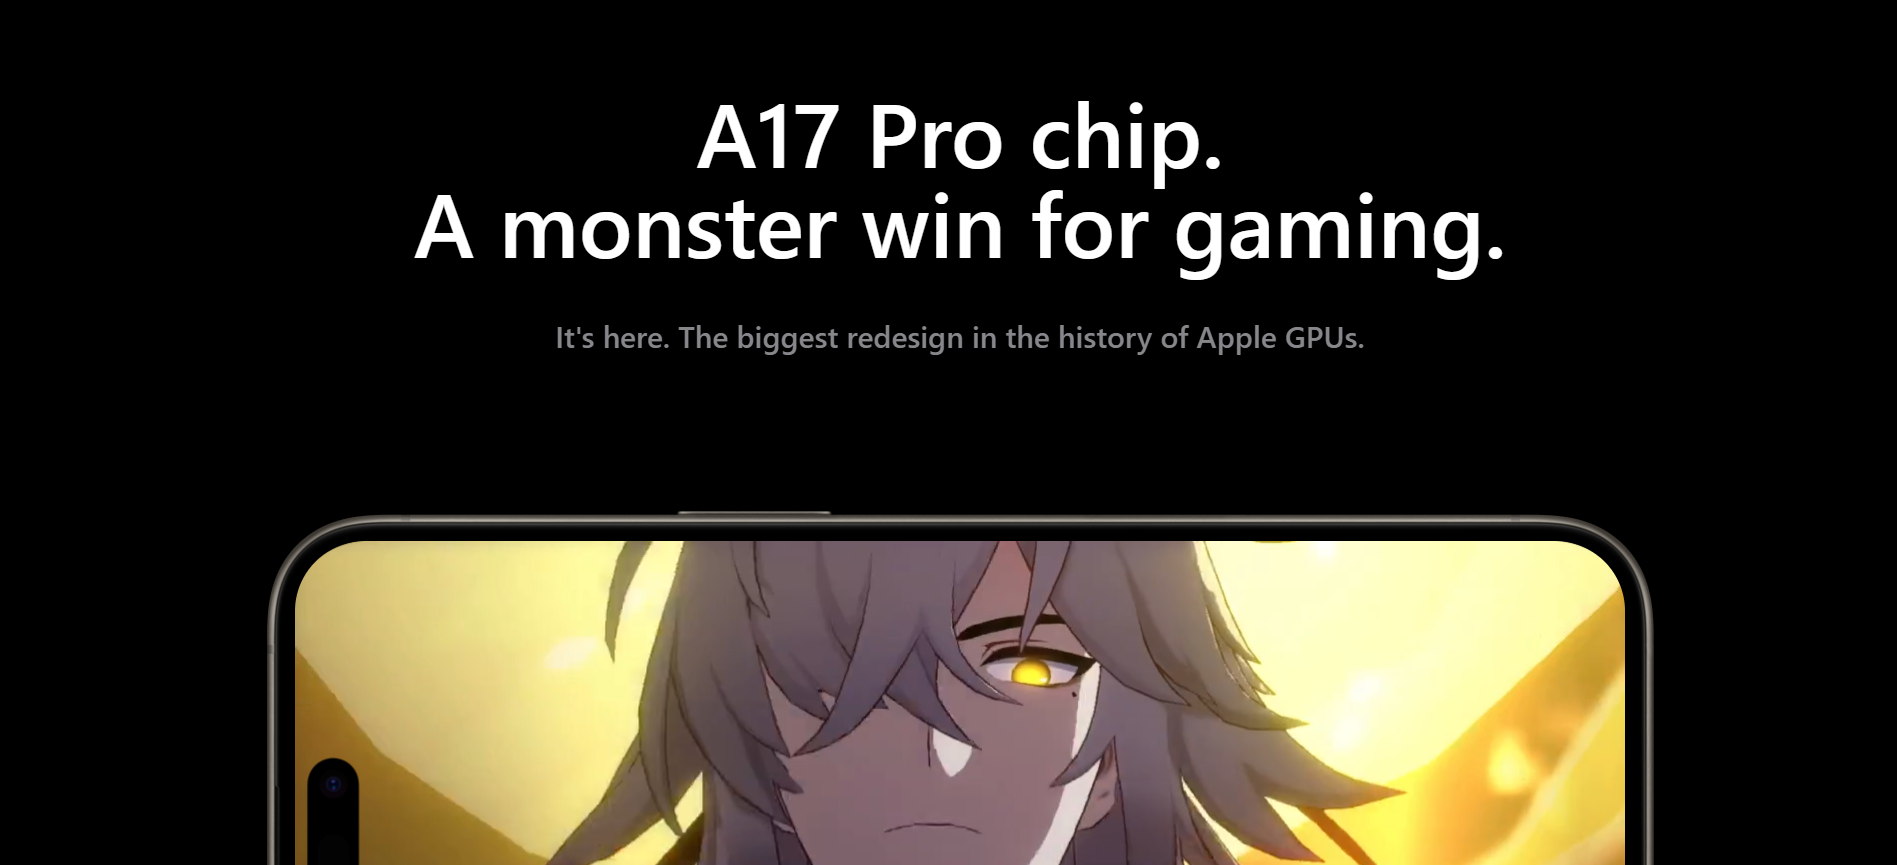 A17 Pro chip.
A monster win for gaming.
It's here. The biggest redesign in the history of Apple GPUs.